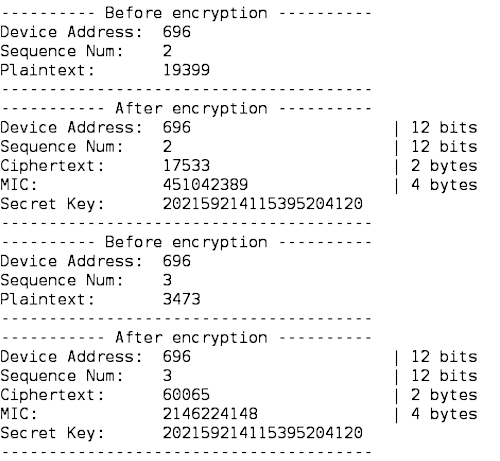 ---------- Before encryption ----------
Device Address:  696
Sequence Num:    2
Plaintext:       19399
---------------------------------------
----------- After encryption ----------
Device Address:  696                     | 12 bits
Sequence Num:    2                       | 12 bits
Ciphertext:      17533                   | 2 bytes
MIC:             451042389               | 4 bytes
Secret Key:      202159214115395204120
---------------------------------------
---------- Before encryption ----------
Device Address:  696
Sequence Num:    3
Plaintext:       3473
---------------------------------------
----------- After encryption ----------
Device Address:  696                     | 12 bits
Sequence Num:    3                       | 12 bits
Ciphertext:      60065                   | 2 bytes
MIC:             2146224148              | 4 bytes
Secret Key:      202159214115395204120
---------------------------------------